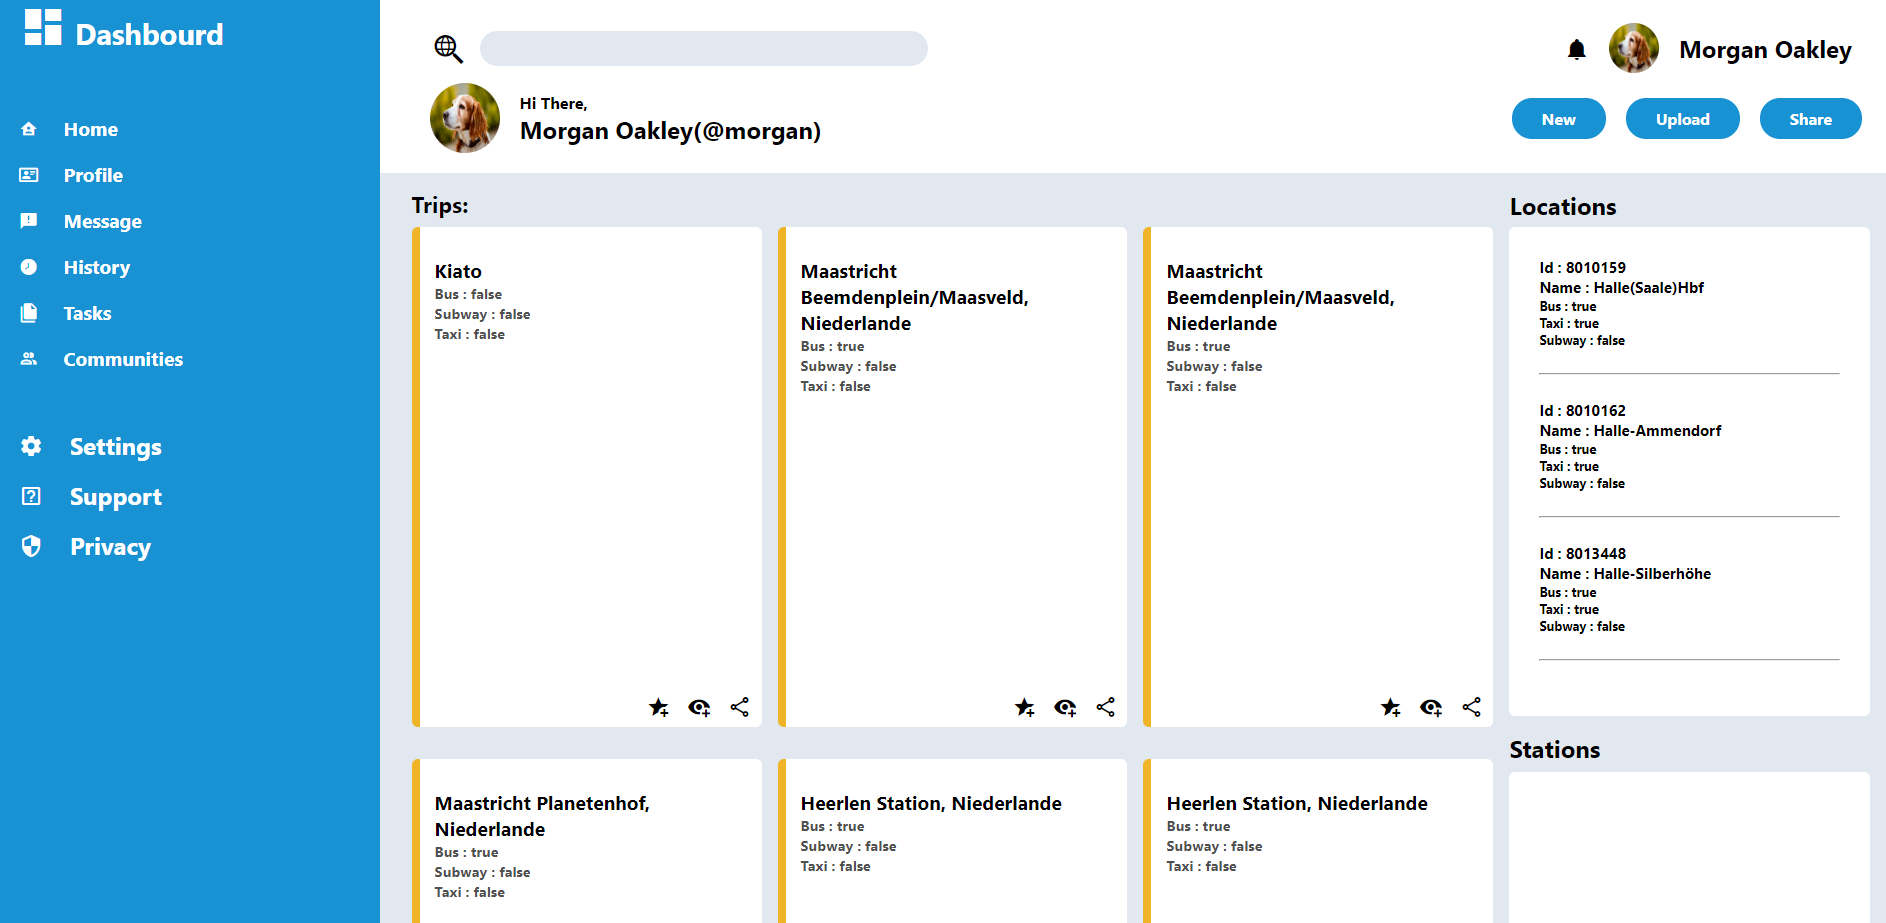 Dashbourd
Home
Profile
Message
History
Tasks
Communities
Settings
Support
Privacy
Morgan Oakley
Hi There,
Morgan Oakley(@morgan)
New
Upload
Share
Trips:
Kiato
Bus : false
Subway : false
Taxi : false
Maastricht
Beemdenplein/Maasveld,
Niederlande
Bus : true
Subway : false
Taxi : false
Maastricht
Beemdenplein/Maasveld,
Niederlande
Bus : true
Subway : false
Taxi : false
Maastricht Planetenhof,
Niederlande
Bus : true
Subway : false
Taxi : false
Heerlen Station, Niederlande
Bus : true
Subway : false
Taxi : false
Heerlen Station, Niederlande
Bus : true
Subway : false
Taxi : false
Locations
Id : 8010159
Name : Halle(Saale)Hbf
Bus : true
Taxi : true
Subway : false
Id : 8010162
Name : Halle-Ammendorf
Bus : true
Taxi : true
Subway : false
Id : 8013448
Name : Halle-Silberhöhe
Bus : true
Taxi : true
Subway : false
Stations